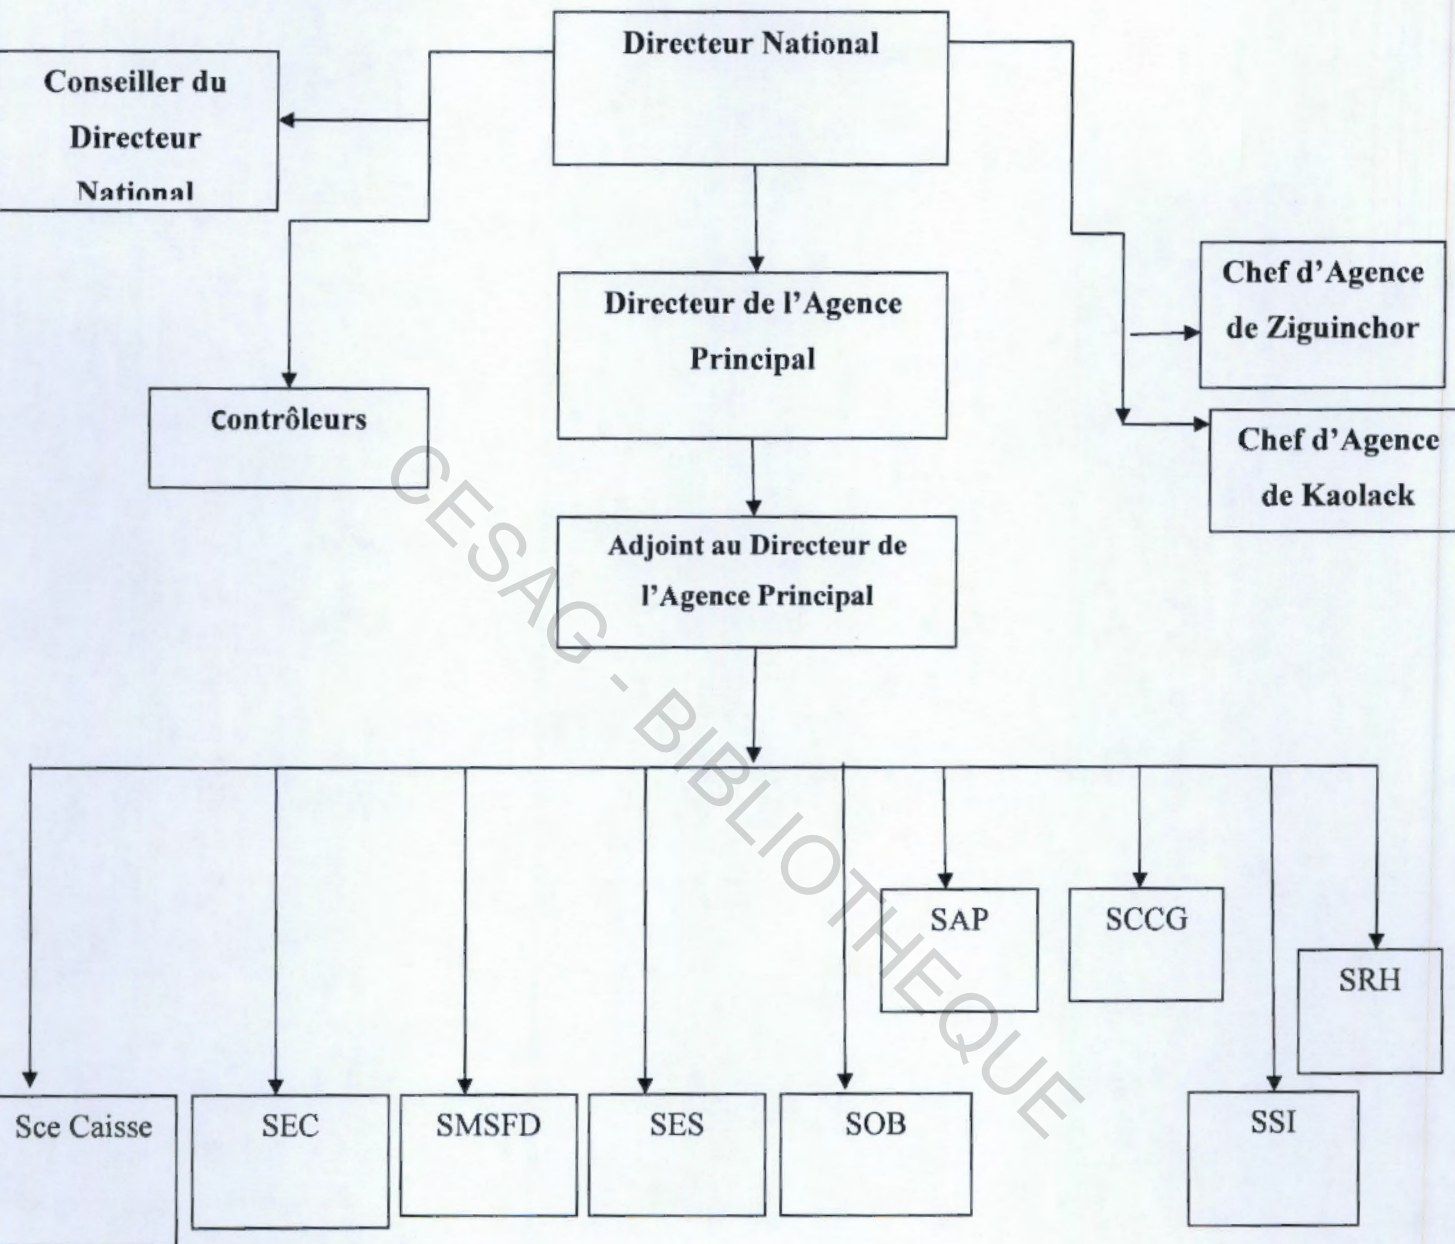 Directeur National
Conseiller du
Directeur
National
Directeur de l’Agence
Principal
Chef d’Agence
de Ziguinchor
Contrôleurs
Chef d’Agence
de Kaolack
Adjoint au Directeur de
l’Agence Principal
CESAG - BIBLIOTHEQUE
SAP
SCCG
SRH
Sce Caisse
SEC
SMSFD
SES
SOB
SSI